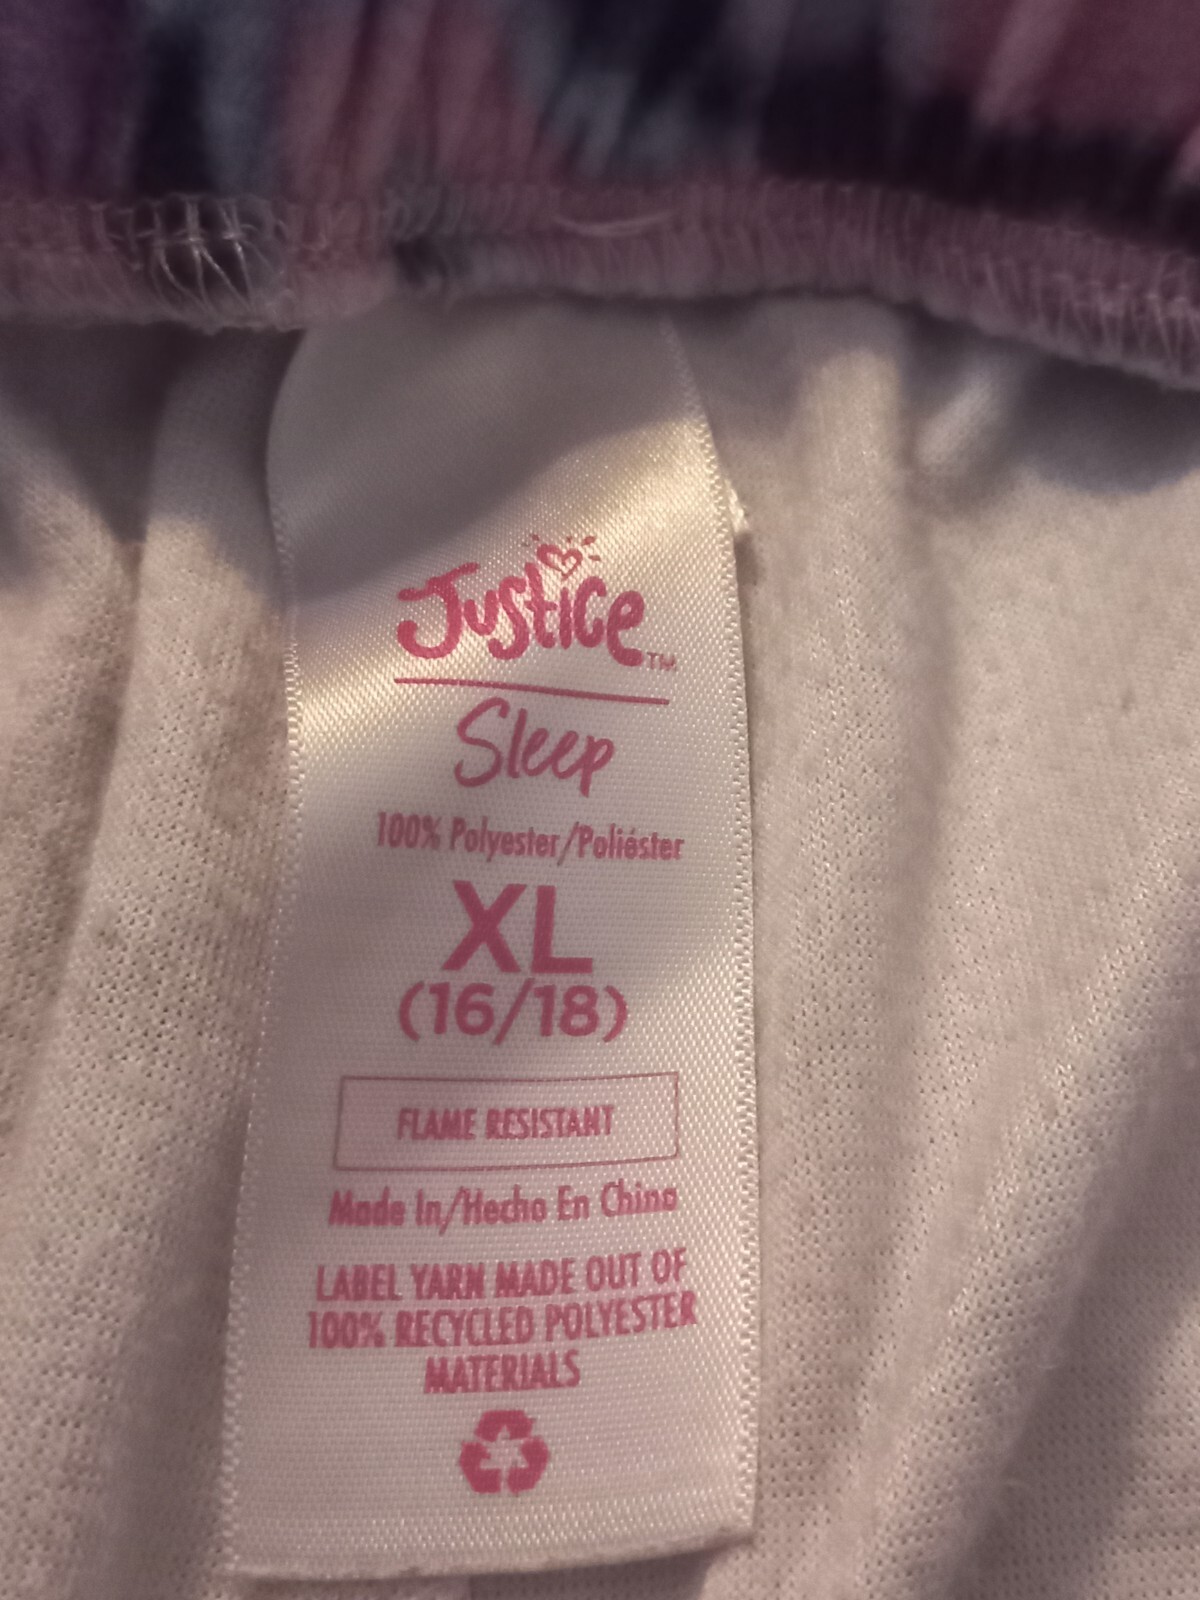 Justice™
Sleep
100% Polyester/Poliéster
XL
(16/18)
FLAME RESISTANT
Made In/Hecho En China
LABEL YARN MADE OUT OF
100% RECYCLED POLYESTER
MATERIALS